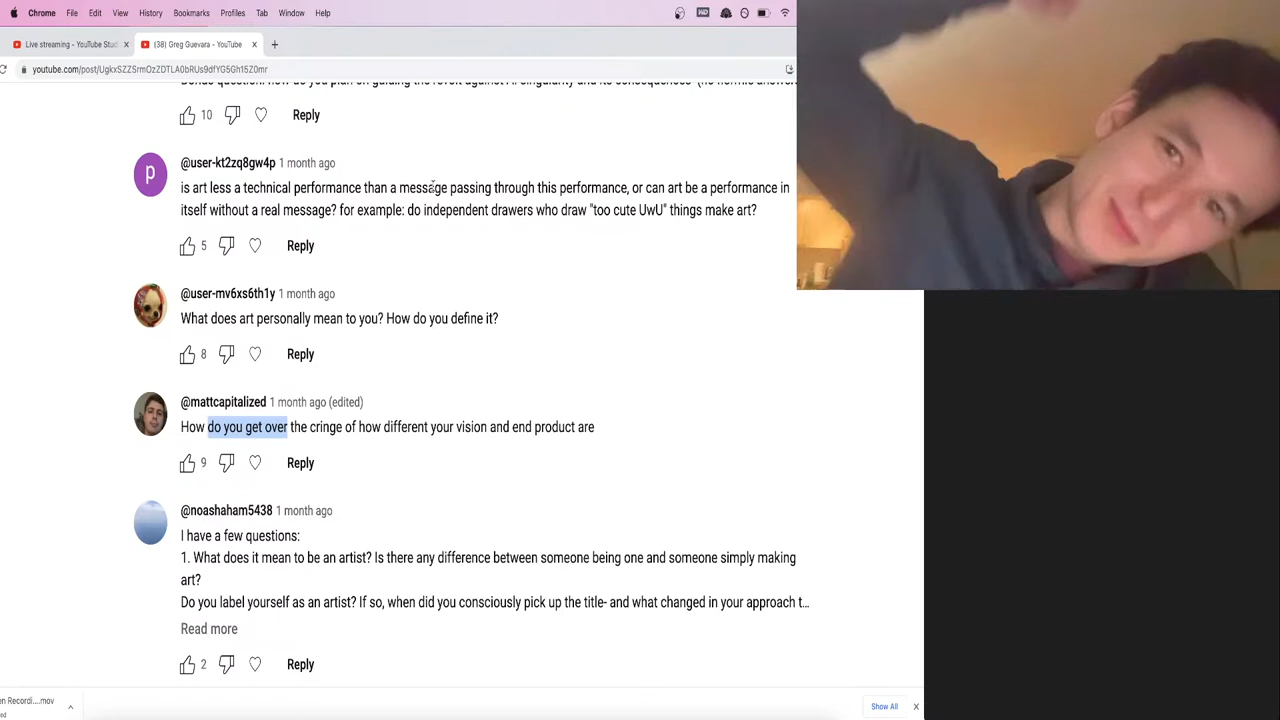 Chrome File Edit View History Bookmarks Profiles Tab Window Help
Live streaming - YouTube Stud
(38) Greg Guevara - YouTube
youtube.com/post/UgkxSZZSrmOzZDTLA0bRUs9dfYG5Gh15Z0mr
10 Reply
P
@user-kt2zq8gw4p 1 month ago
is art less a technical performance than a message passing through this performance, or can art be a performance in
itself without a real message? for example: do independent drawers who draw "too cute UwU" things make art?
5 Reply
@user-mv6xs6th1y 1 month ago
What does art personally mean to you? How do you define it?
8 Reply
@mattcapitalized 1 month ago (edited)
How do you get over the cringe of how different your vision and end product are
9 Reply
@noashaham5438 1 month ago
I have a few questions:
1. What does it mean to be an artist? Is there any difference between someone being one and someone simply making
art?
Do you label yourself as an artist? If so, when did you consciously pick up the title- and what changed in your approach t...
Read more
2 Reply
en Recordi....mov
Show All